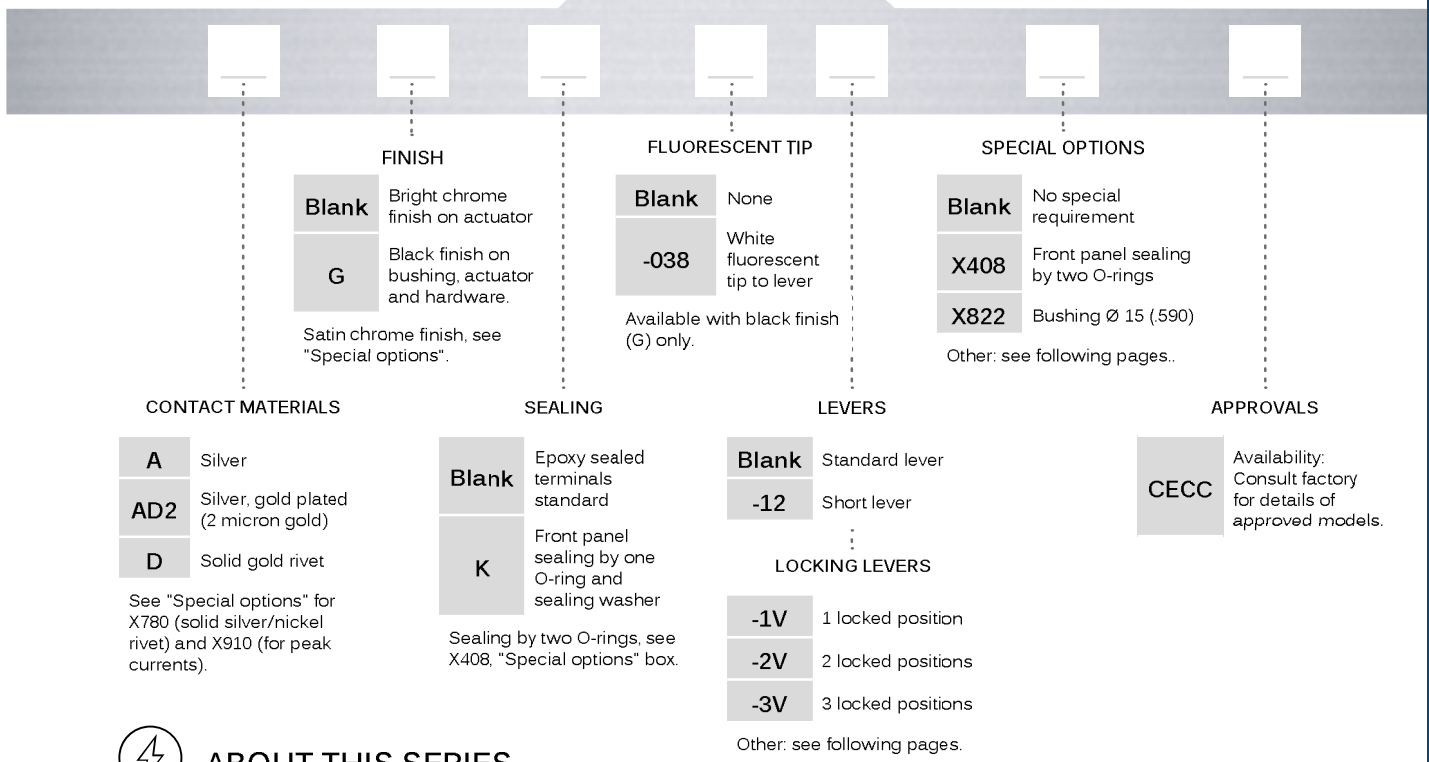 FINISH
Blank
Bright chrome
finish on actuator
G
Black finish on
bushing, actuator
and hardware.
Satin chrome finish, see
"Special options".
FLUORESCENT TIP
Blank
None
-038
White
fluorescent
tip to lever
Available with black finish
(G) only.
SPECIAL OPTIONS
Blank
No special
requirement
X408
Front panel sealing
by two O-rings
X822
Bushing Ø 15 (.590)
Other: see following pages..
CONTACT MATERIALS
A
Silver
AD2
Silver, gold plated
(2 micron gold)
D
Solid gold rivet
See "Special options" for
X780 (solid silver/nickel
rivet) and X910 (for peak
currents).
SEALING
Blank
Epoxy sealed
terminals
standard
K
Front panel
sealing by one
O-ring and
sealing washer
Sealing by two O-rings, see
X408, "Special options" box.
LEVERS
Blank
Standard lever
-12
Short lever
LOCKING LEVERS
-1V
1 locked position
-2V
2 locked positions
-3V
3 locked positions
Other: see following pages.
APPROVALS
CECC
Availability:
Consult factory
for details of
approved models.
ABOUT THIS SERIES